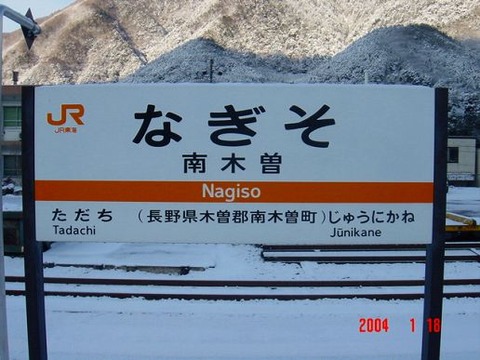 JR
JR東海
なぎそ
南木曽
Nagiso
ただち （長野県木曽郡南木曽町）じゅうにかね
Tadachi Jūnikane
2004 1 18